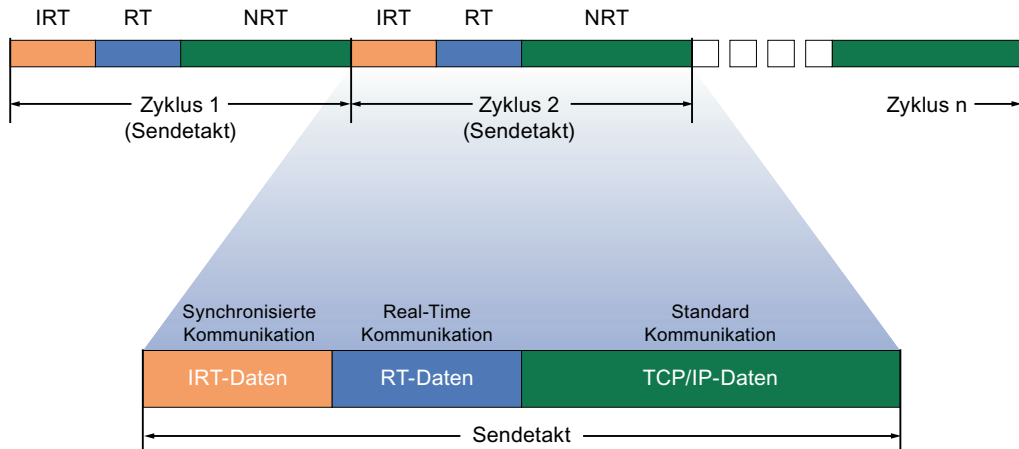 IRT RT NRT IRT RT NRT
Zyklus 1
(Sendetakt)
Zyklus 2
(Sendetakt)
Zyklus n
Synchronisierte
Kommunikation
Real-Time
Kommunikation
Standard
Kommunikation
IRT-Daten
RT-Daten
TCP/IP-Daten
Sendetakt